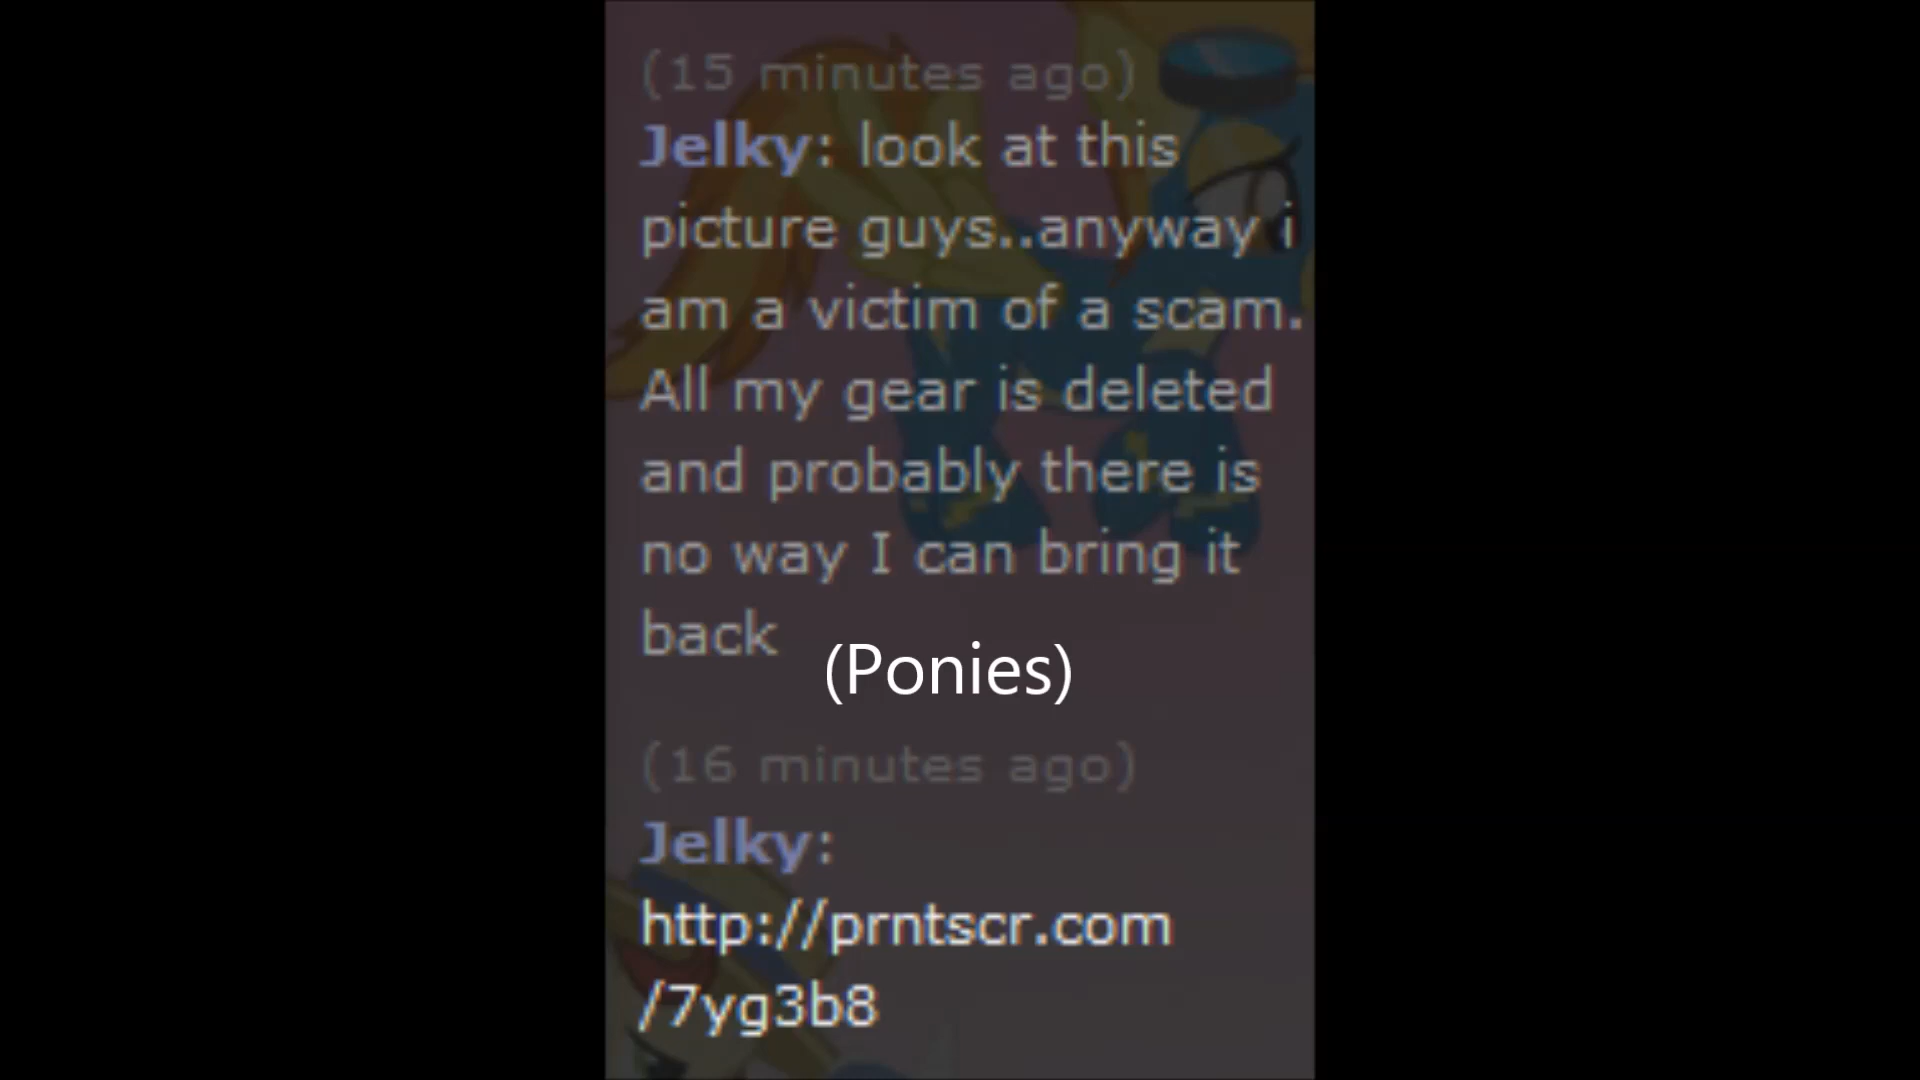 (15 minutes ago)
Jelky: look at this
picture guys..anyway i
am a victim of a scam.
All my gear is deleted
and probably there is
no way I can bring it
back
(Ponies)
(16 minutes ago)
Jelky:
http://prntscr.com
/7yg3b8